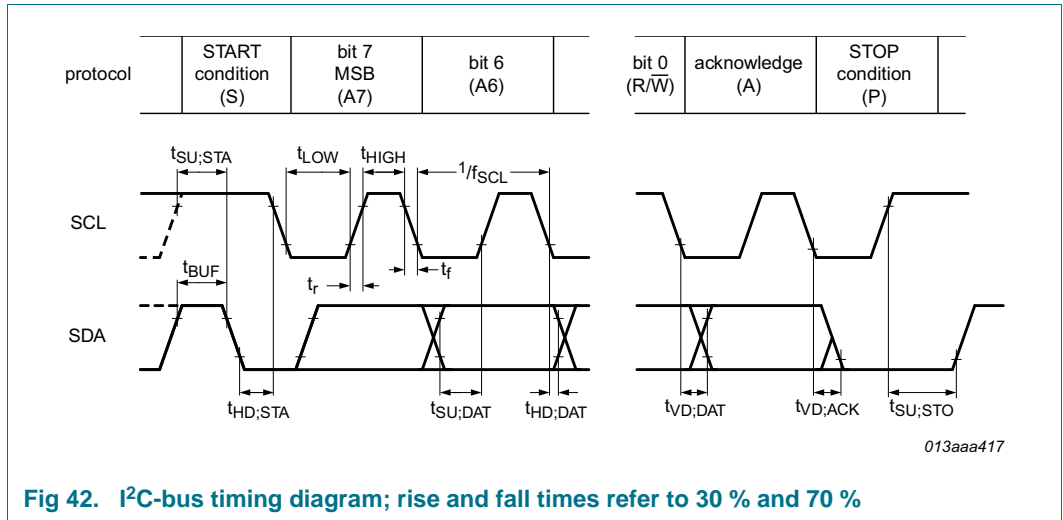 protocol
START
condition
(S)
bit 7
MSB
(A7)
bit 6
(A6)
bit 0
(R/W̅)
acknowledge
(A)
STOP
condition
(P)
tSU;STA
tLOW
tHIGH
1/fSCL
SCL
tBUF
tr
tf
SDA
tHD;STA
tSU;DAT
tHD;DAT
tVD;DAT
tVD;ACK
tSU;STO
013aaa417
Fig 42. I²C-bus timing diagram; rise and fall times refer to 30 % and 70 %